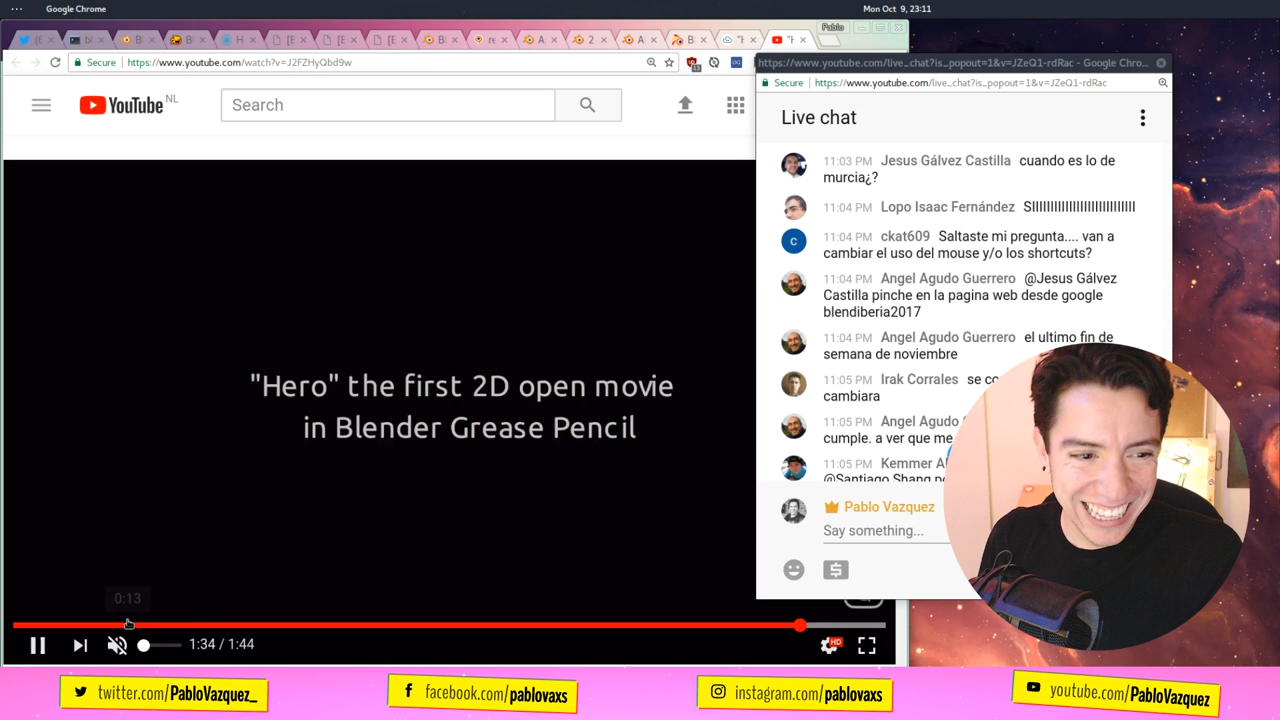 Google Chrome
Mon Oct 9, 23:11
Pablo
Secure https://www.youtube.com/watch?v=J2FZHyQbd9w
https://www.youtube.com/live_chat?is_popout=1&v=JZeQ1-rdRac - Google Chro...
Secure https://www.youtube.com/live_chat?is_popout=1&v=JZeQ1-rdRac
YouTube NL
Search
Live chat
11:03 PM Jesus Gálvez Castilla cuando es lo de
murcia¿?
11:04 PM Lopo Isaac Fernández
11:04 PM ckat609 Saltaste mi pregunta.... van a
cambiar el uso del mouse y/o los shortcuts?
11:04 PM Angel Agudo Guerrero @Jesus Gálvez
Castilla pinche en la pagina web desde google
blendiberia2017
11:04 PM Angel Agudo Guerrero el ultimo fin de
semana de noviembre
11:05 PM Irak Corrales se co
cambiara
11:05 PM Angel Agudo
cumple. a ver que me
11:05 PM Kemmer Al
@Santiago Shang
Pablo Vazquez
Say something...
"Hero" the first 2D open movie
in Blender Grease Pencil
0:13
1:34 / 1:44
HD
twitter.com/PabloVazquez_
facebook.com/pablovaxs
instagram.com/pablovaxs
youtube.com/PabloVazquez